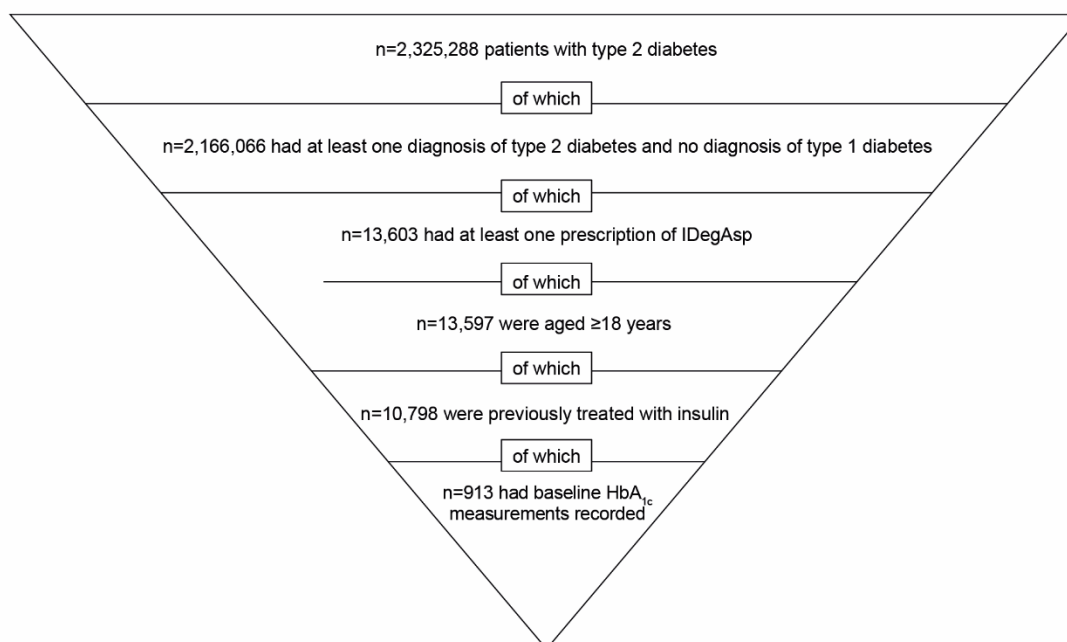 n=2,325,288 patients with type 2 diabetes
of which
n=2,166,066 had at least one diagnosis of type 2 diabetes and no diagnosis of type 1 diabetes
of which
n=13,603 had at least one prescription of IDegAsp
of which
n=13,597 were aged ≥18 years
of which
n=10,798 were previously treated with insulin
of which
n=913 had baseline HbA1c
measurements recorded